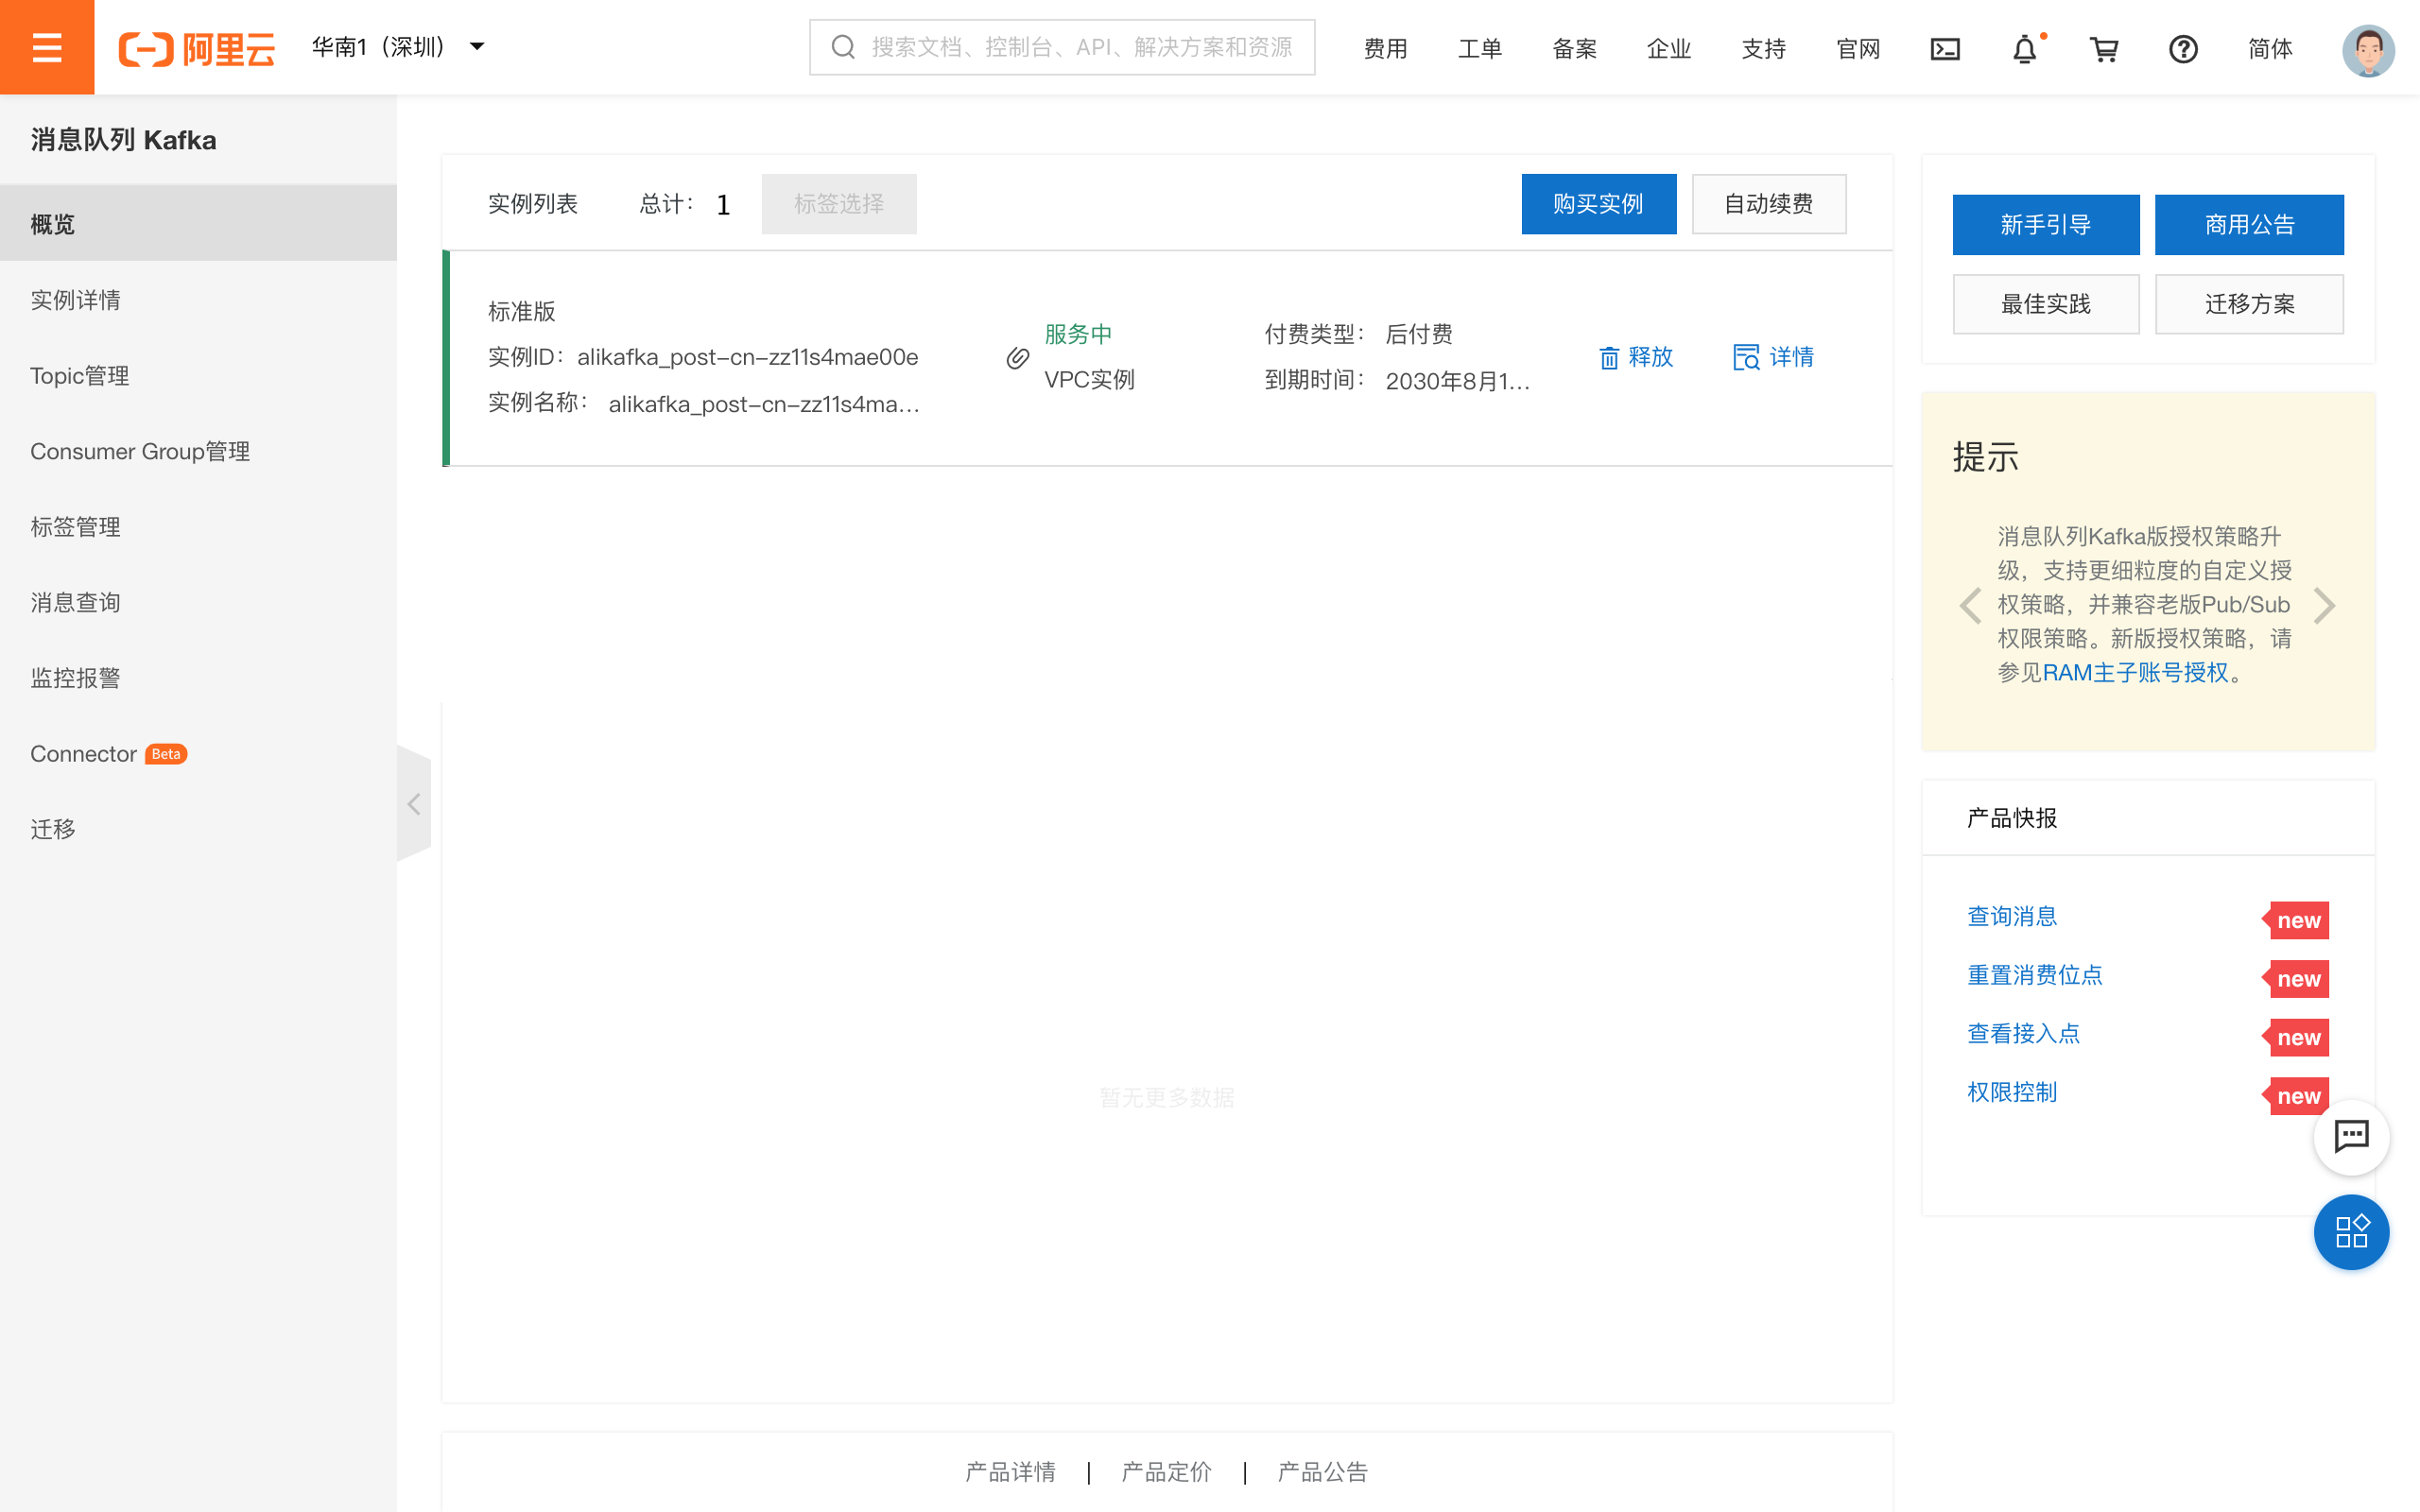 阿里云
华南1（深圳）
搜索文档、控制台、API、解决方案和资源
费用
工单
备案
企业
支持
官网
简体
消息队列 Kafka
概览
实例详情
Topic管理
Consumer Group管理
标签管理
消息查询
监控报警
Connector Beta
迁移
实例列表
总计： 1
标签选择
购买实例
自动续费
标准版
实例ID：alikafka_post-cn-zz11s4mae00e
实例名称： alikafka_post-cn-zz11s4ma...
服务中
VPC实例
付费类型： 后付费
到期时间： 2030年8月1...
释放
详情
暂无更多数据
产品详情 | 产品定价 | 产品公告
新手引导
商用公告
最佳实践
迁移方案
提示
消息队列Kafka版授权策略升
级，支持更细粒度的自定义授
权策略，并兼容老版Pub/Sub
权限策略。新版授权策略，请
参见RAM主子账号授权。
产品快报
查询消息 new
重置消费位点 new
查看接入点 new
权限控制 new